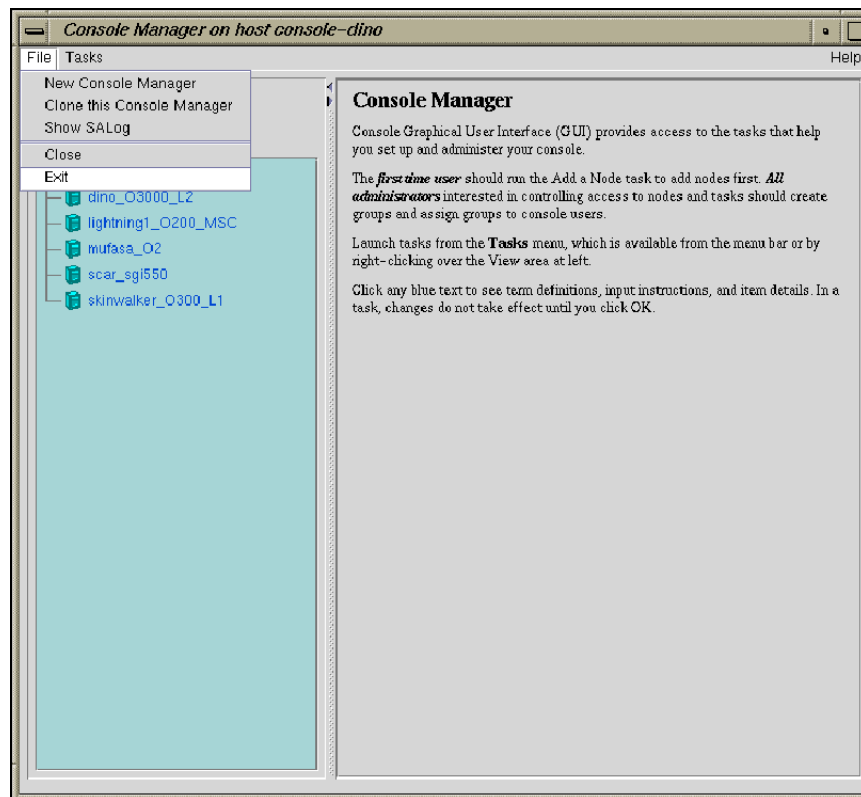 Console Manager on host console-dino
File Tasks Help
New Console Manager
Clone this Console Manager
Show SALog
Close
Exit
dino_O3000_L2
lightning1_O200_MSC
mufasa_O2
scar_sgi550
skinwalker_O300_L1
Console Manager
Console Graphical User Interface (GUI) provides access to the tasks that help
you set up and administer your console.
The first time user should run the Add a Node task to add nodes first. All
administrators interested in controlling access to nodes and tasks should create
groups and assign groups to console users.
Launch tasks from the Tasks menu, which is available from the menu bar or by
right-clicking over the View area at left.
Click any blue text to see term definitions, input instructions, and item details. In a
task, changes do not take effect until you click OK.